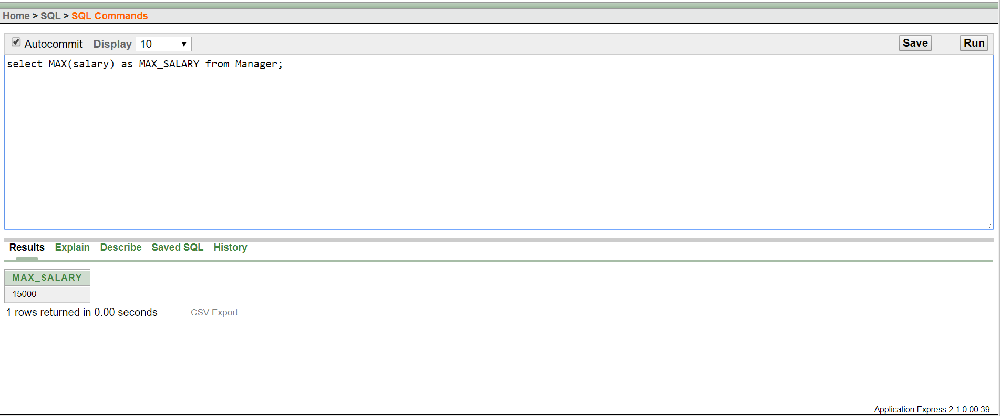 Home > SQL > SQL Commands
Autocommit Display 10 Save Run
select MAX(salary) as MAX_SALARY from Manager;
Results Explain Describe Saved SQL History
MAX_SALARY
15000
1 rows returned in 0.00 seconds CSV Export
Application Express 2.1.0.00.39